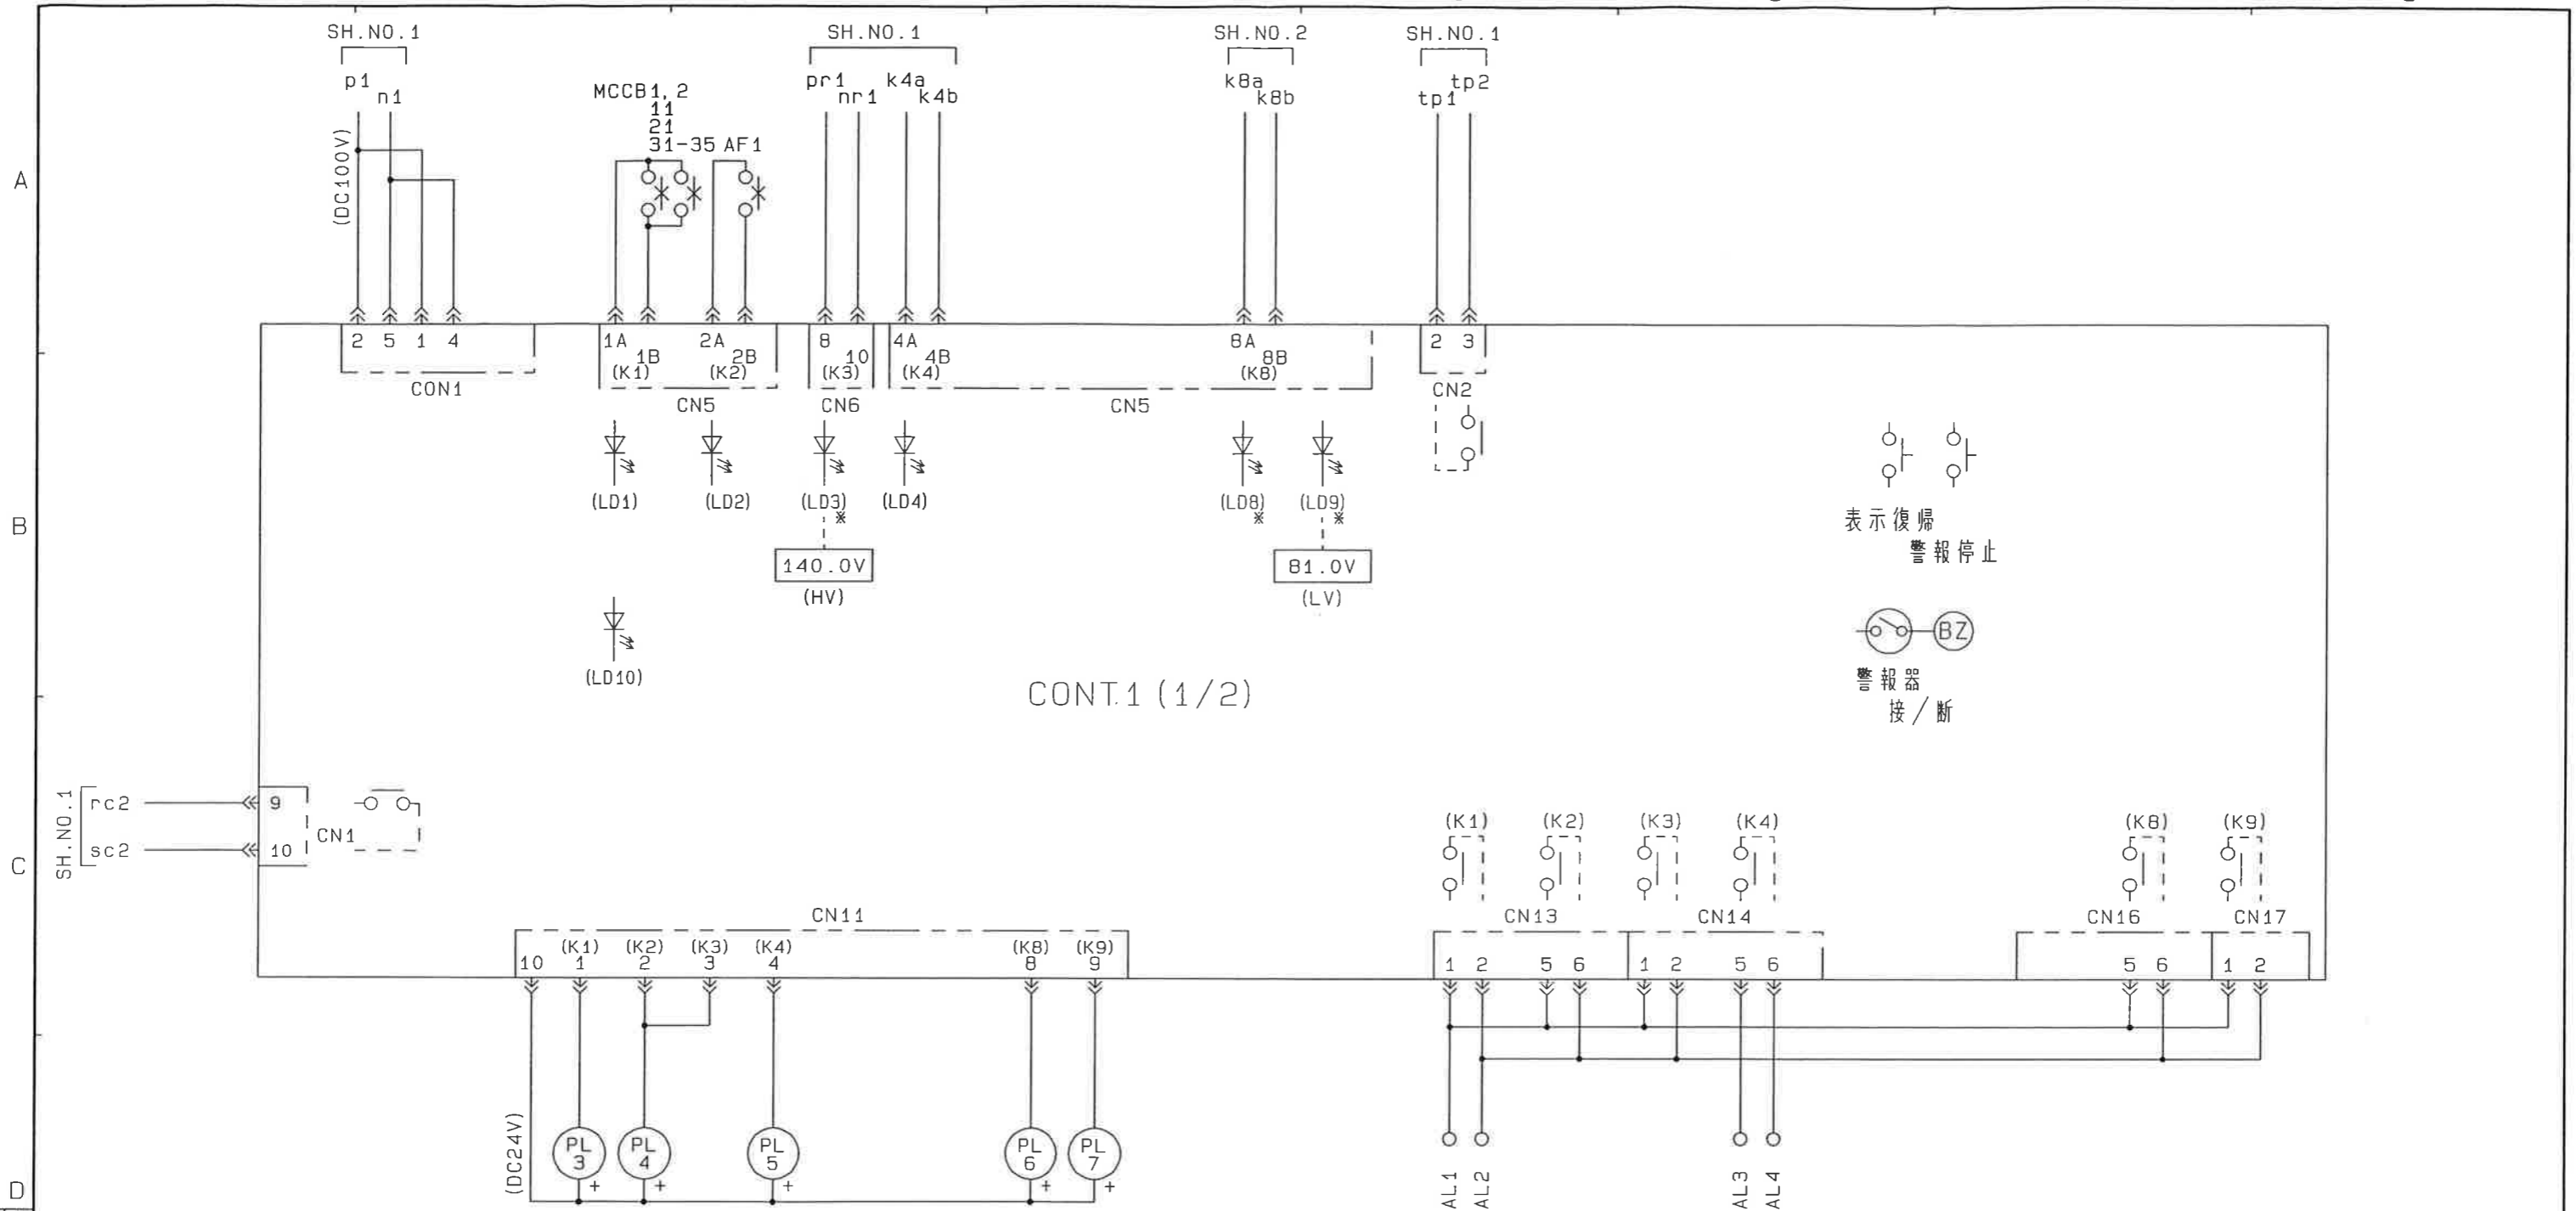 SH.NO.1
SH.NO.1
SH.NO.2
SH.NO.1
p1
n1
MCCB1,2
11
21
31-35 AF1
pr1
nr1
k4a
k4b
k8a
k8b
tp1
tp2
(DC100V)
A
2 5 1 4
CON1
1A
1B
(K1)
2A
2B
(K2)
CN5
8
10
(K3)
CN6
4A
4B
(K4)
8A
8B
(K8)
CN5
2 3
CN2
(LD1)
(LD2)
(LD3)
※
(LD4)
(LD8)
※
(LD9)
※
B
表示復帰
警報停止
140.0V
(HV)
81.0V
(LV)
(LD10)
BZ
警報器
接/断
CONT.1 (1/2)
SH.NO.1
rc2
sc2
9
10
CN1
C
(K1) (K2) (K3) (K4) (K8) (K9)
CN11
CN13
CN14
CN16
CN17
(K1) (K2) (K3) (K4) (K8) (K9)
10 1 2 3 4 8 9
1 2 5 6 1 2 5 6 5 6 1 2
(DC24V)
PL
3
+
PL
4
+
PL
5
+
PL
6
+
PL
7
+
AL1
AL2
AL3
AL4
D